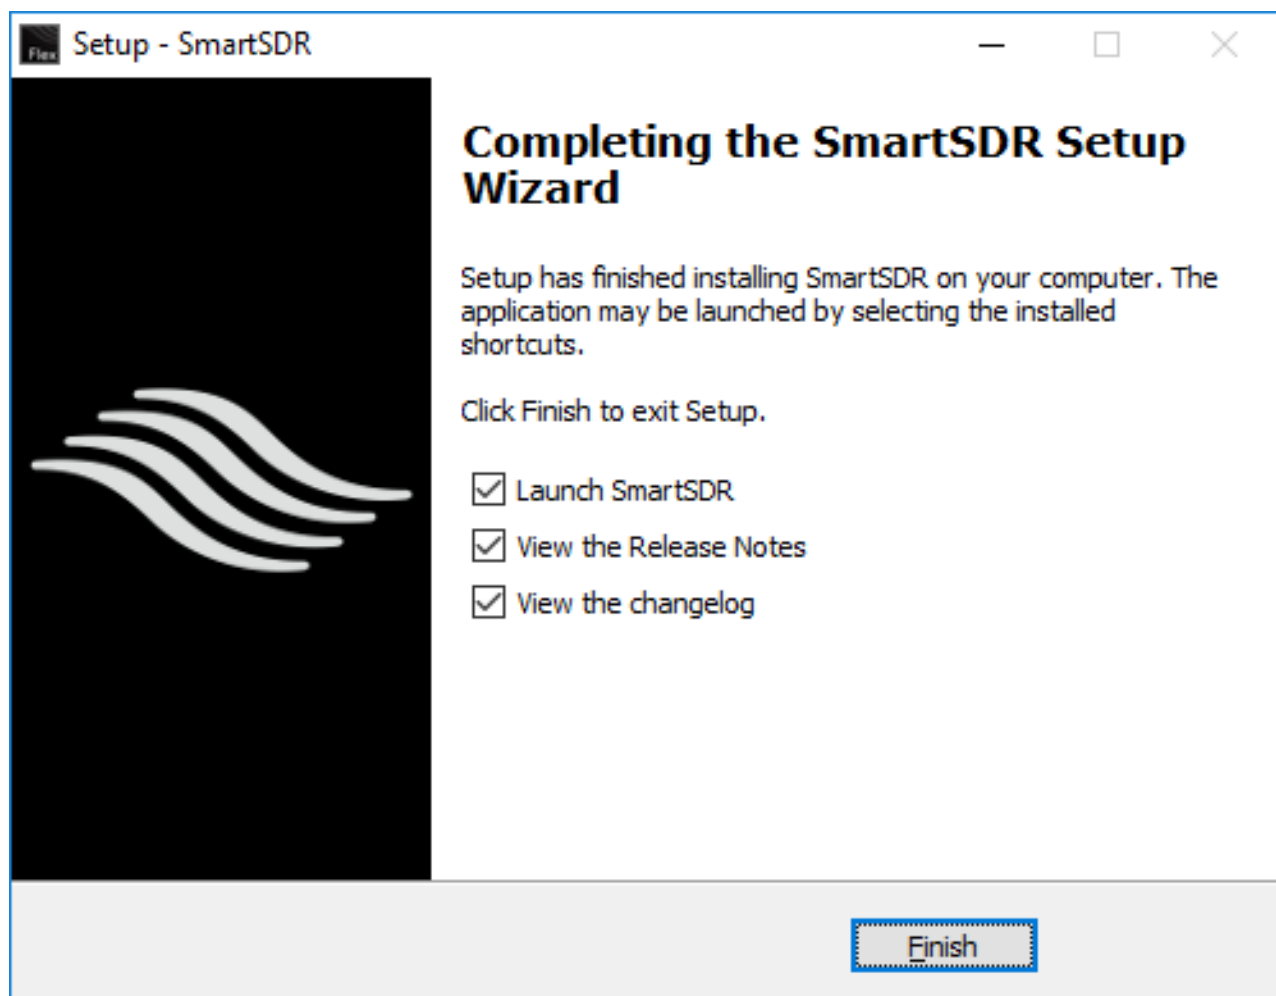 Flex
Setup - SmartSDR
Completing the SmartSDR Setup
Wizard
Setup has finished installing SmartSDR on your computer. The
application may be launched by selecting the installed
shortcuts.
Click Finish to exit Setup.
Launch SmartSDR
View the Release Notes
View the changelog
Finish